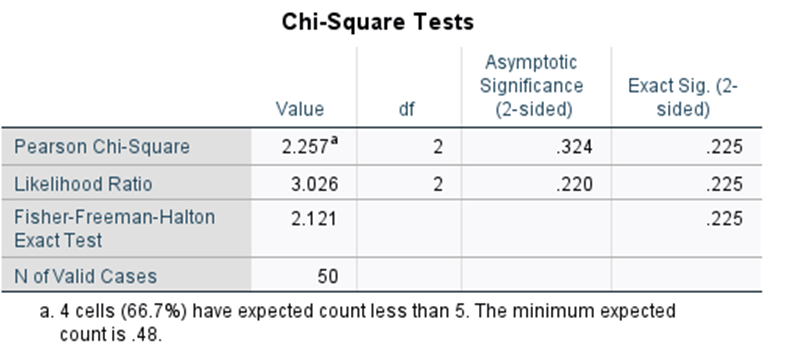 Chi-Square Tests
Asymptotic
Significance
(2-sided)
Exact Sig. (2-
sided)
Value
df
Pearson Chi-Square 2.257a 2 .324 .225
Likelihood Ratio 3.026 2 .220 .225
Fisher-Freeman-Halton
Exact Test
2.121 .225
N of Valid Cases 50
a. 4 cells (66.7%) have expected count less than 5. The minimum expected
count is .48.